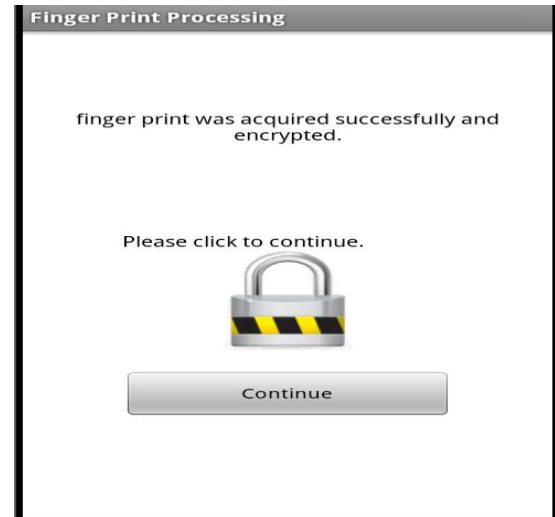 Finger Print Processing
finger print was acquired successfully and
encrypted.
Please click to continue.
Continue